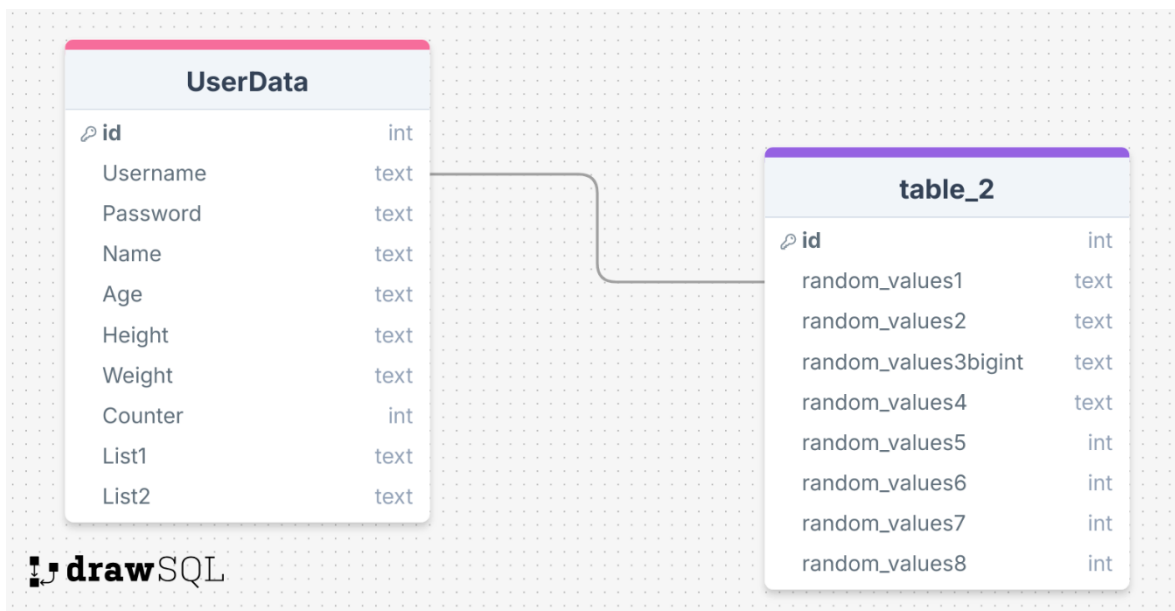 UserData
id int
Username text
Password text
Name text
Age text
Height text
Weight text
Counter int
List1 text
List2 text
table_2
id int
random_values1 text
random_values2 text
random_values3bigint text
random_values4 text
random_values5 int
random_values6 int
random_values7 int
random_values8 int
drawSQL